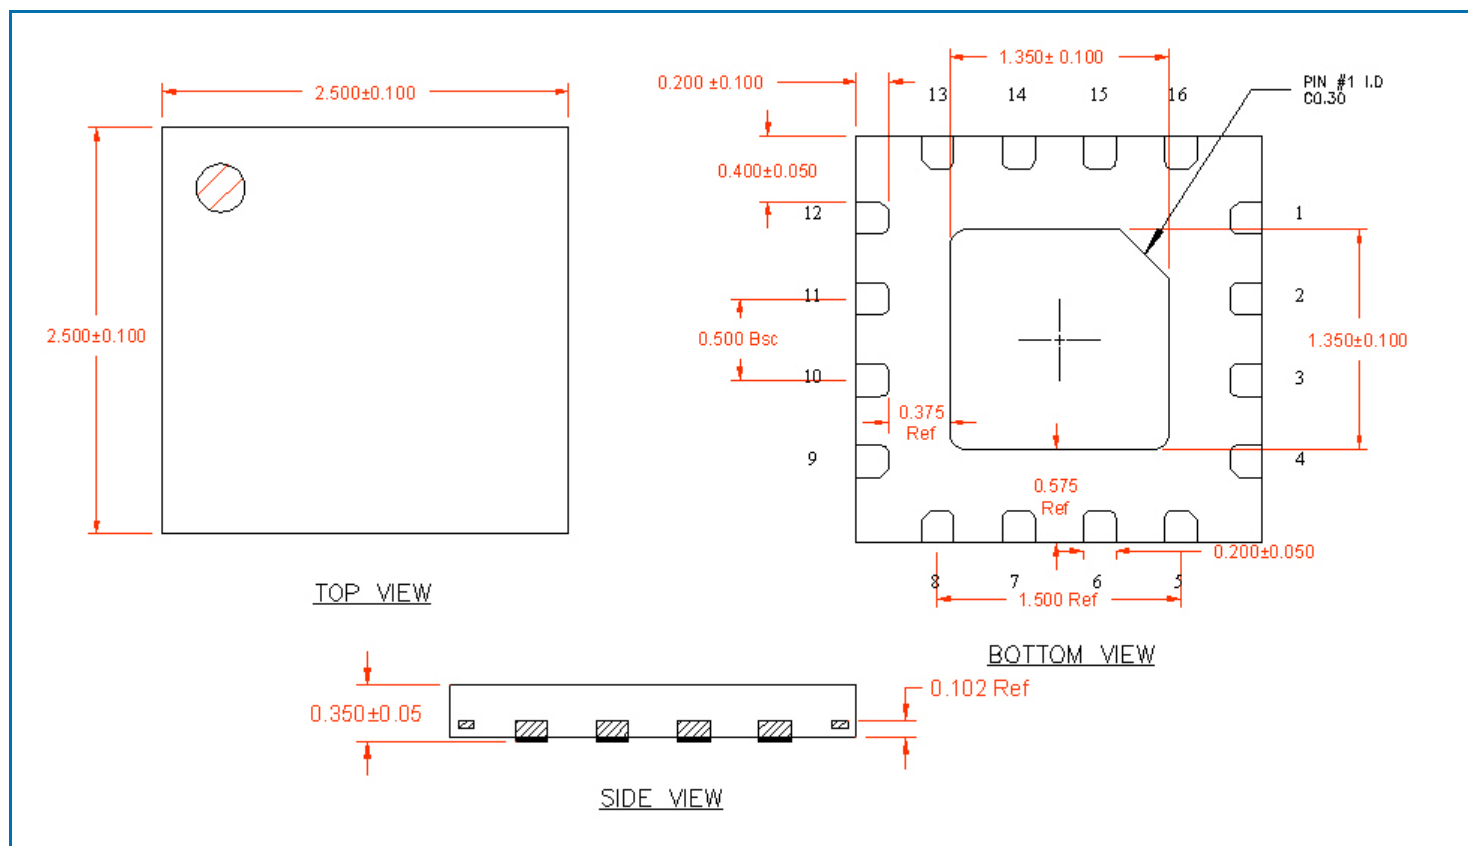 2.500±0.100
2.500±0.100
TOP VIEW
0.200 ±0.100
1.350± 0.100
PIN #1 I.D
C0.30
13 14 15 16
0.400±0.050
12
11
10
9
1
2
3
4
0.500 Bsc
1.350±0.100
0.375
Ref
0.575
Ref
0.200±0.050
8 7 6 5
1.500 Ref
BOTTOM VIEW
0.350±0.05
0.102 Ref
SIDE VIEW